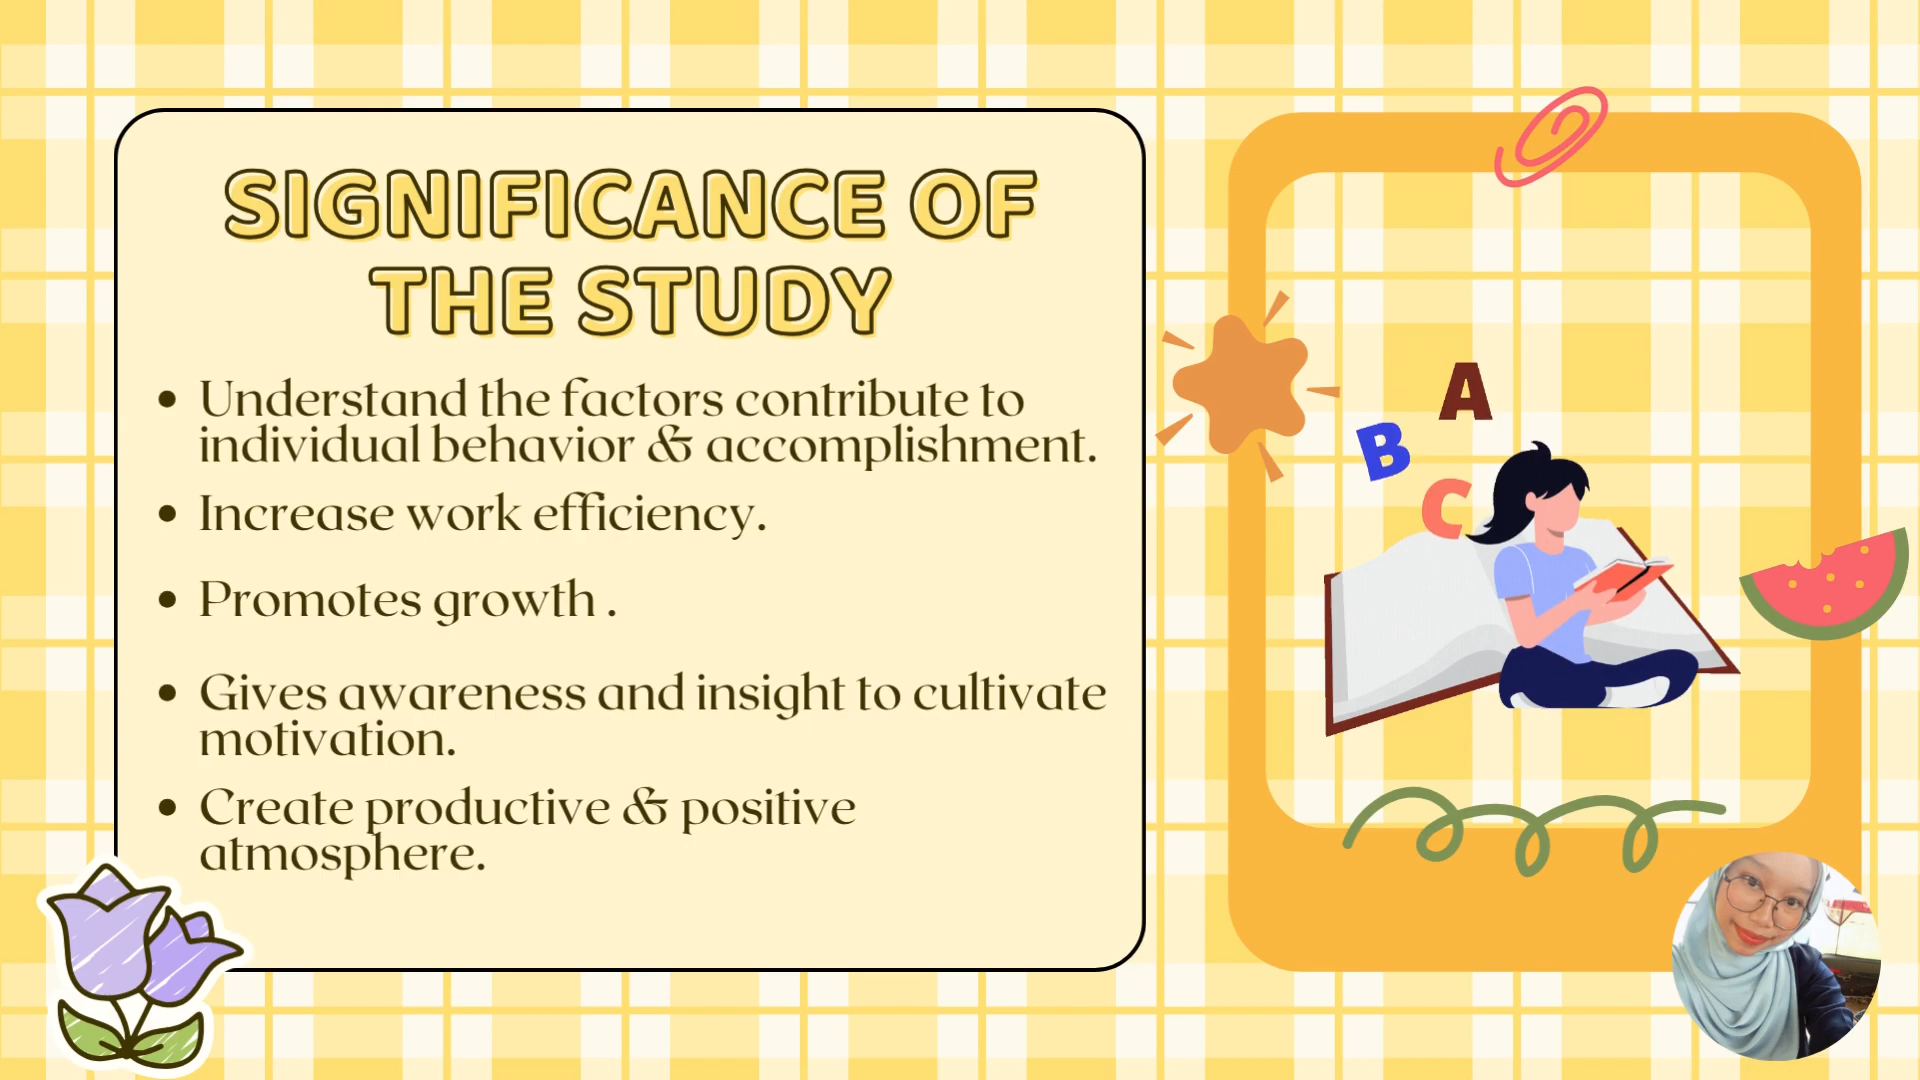 SIGNIFICANCE OF
THE STUDY
• Understand the factors contribute to
individual behavior & accomplishment.
• Increase work efficiency.
• Promotes growth .
• Gives awareness and insight to cultivate
motivation.
• Create productive & positive
atmosphere.
A
B
C